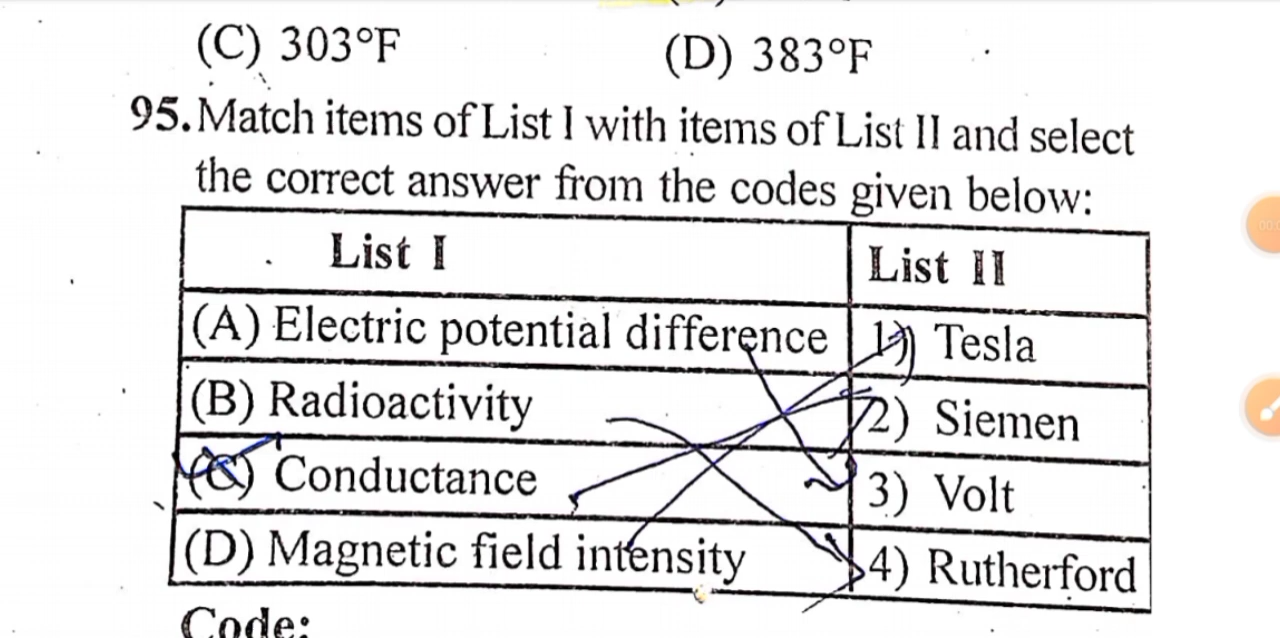 (C) 303°F (D) 383°F
95. Match items of List I with items of List II and select
the correct answer from the codes given below:
List I List II
(A) Electric potential difference 1) Tesla
(B) Radioactivity 2) Siemen
(C) Conductance 3) Volt
(D) Magnetic field intensity 4) Rutherford
Code: